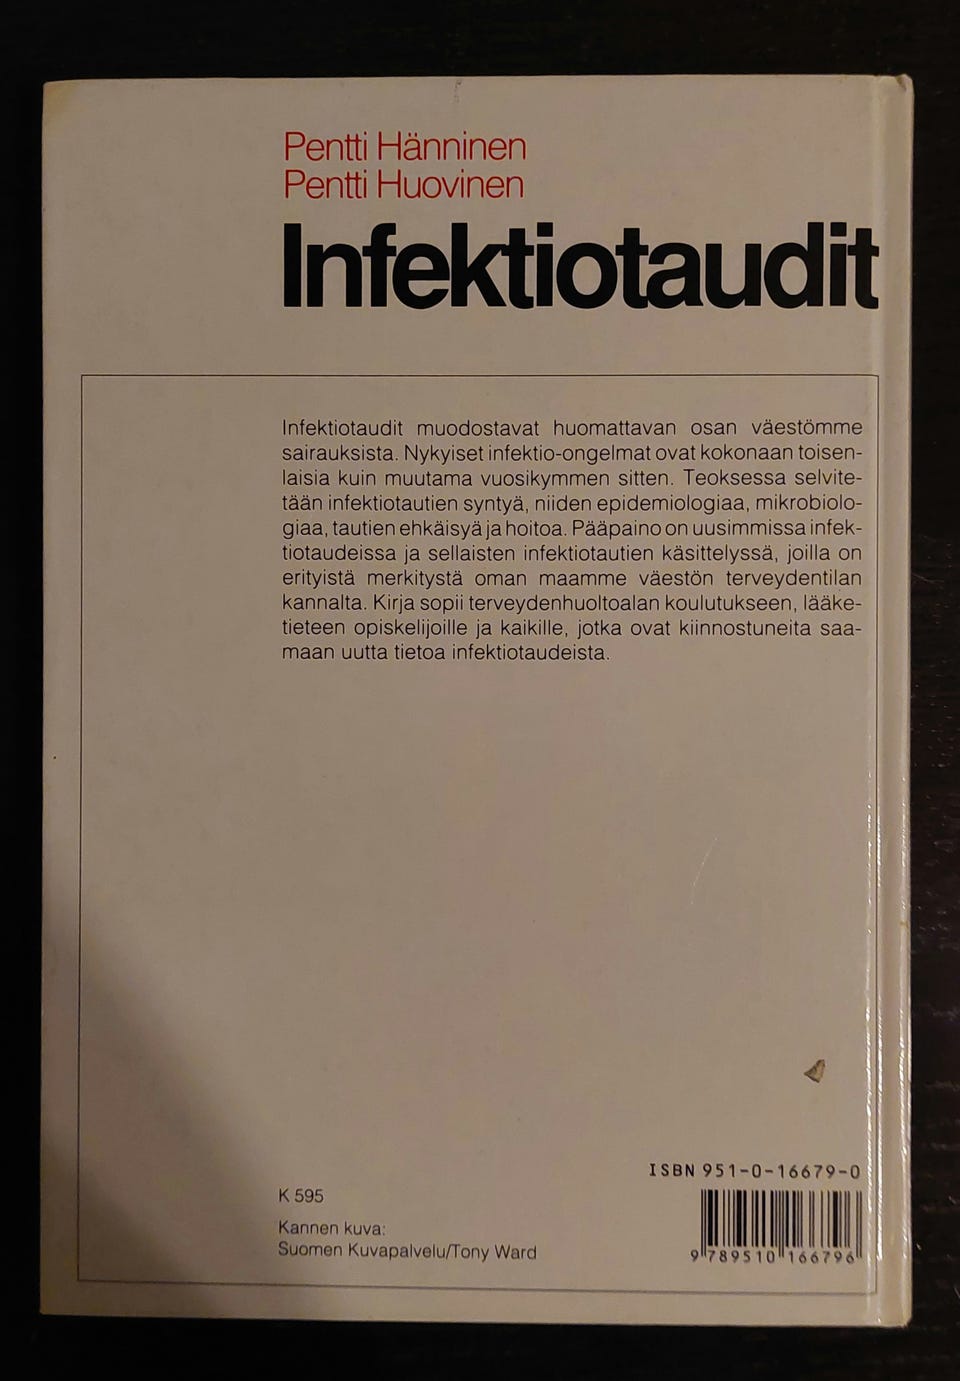 Pentti Hänninen
Pentti Huovinen
Infektiotaudit
Infektiotaudit muodostavat huomattavan osan väestömme
sairauksista. Nykyiset infektio-ongelmat ovat kokonaan toisen-
laisia kuin muutama vuosikymmen sitten. Teoksessa selvite-
tään infektiotautien syntyä, niiden epidemiologiaa, mikrobiolo-
giaa, tautien ehkäisyä ja hoitoa. Pääpaino on uusimmissa infek-
tiotaudeissa ja sellaisten infektiotautien käsittelyssä, joilla on
erityistä merkitystä oman maamme väestön terveydentilan
kannalta. Kirja sopii terveydenhuoltoalan koulutukseen, lääke-
tieteen opiskelijoille ja kaikille, jotka ovat kiinnostuneita saa-
maan uutta tietoa infektiotaudeista.
ISBN 951-0-16679-0
K 595
Kannen kuva:
Suomen Kuvapalvelu/Tony Ward
9 789510 166796